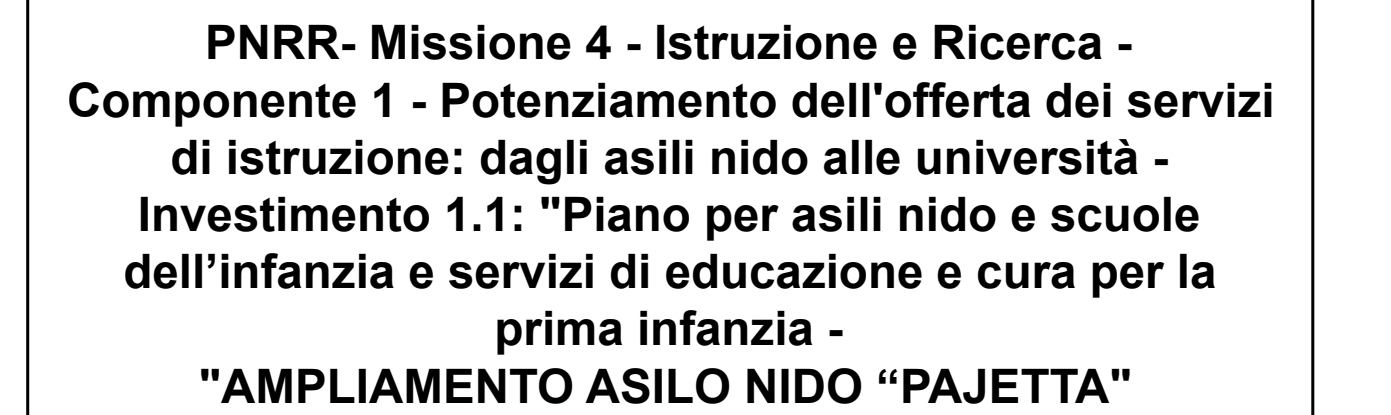 PNRR- Missione 4 - Istruzione e Ricerca -
Componente 1 - Potenziamento dell'offerta dei servizi
di istruzione: dagli asili nido alle università -
Investimento 1.1: "Piano per asili nido e scuole
dell’infanzia e servizi di educazione e cura per la
prima infanzia -
"AMPLIAMENTO ASILO NIDO “PAJETTA"